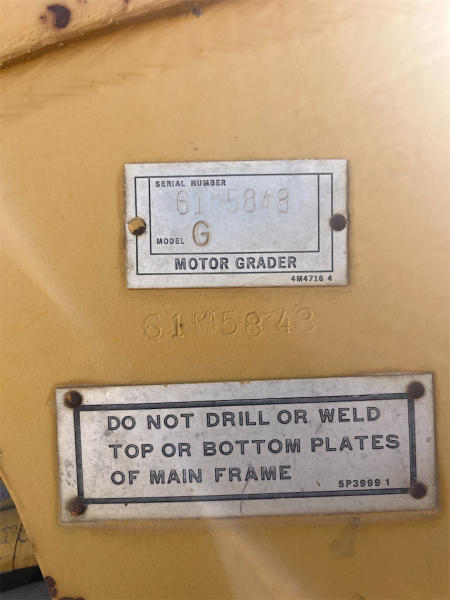 SERIAL NUMBER
61M5848
MODEL G
MOTOR GRADER
4M4716 4
61M5848
DO NOT DRILL OR WELD
TOP OR BOTTOM PLATES
OF MAIN FRAME
5P3999 1